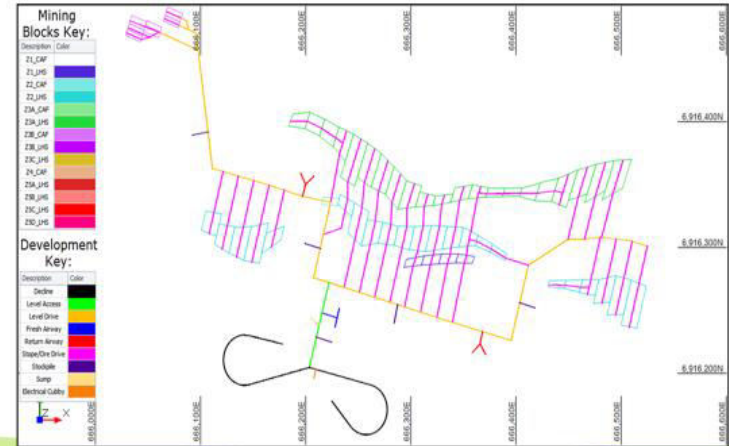 Mining
Blocks Key:
Description Color
Z1_CAF
Z1_LHS
Z2_CAF
Z2_LHS
Z3A_CAF
Z3A_LHS
Z3B_CAF
Z3B_LHS
Z3C_LHS
Z4_CAF
Z5A_LHS
Z5B_LHS
Z5C_LHS
Z5D_LHS
Development
Key:
Description Color
Decline
Level Access
Level Drive
Fresh Airway
Return Airway
Stope/Ore Drive
Stockpile
Sump
Electrical Cubby
Z X
666,100E
666,200E
666,300E
666,400E
666,500E
666,600E
6,916,400N
6,916,300N
6,916,200N
666,000E
666,100E
666,200E
666,300E
666,400E
666,500E
666,600E